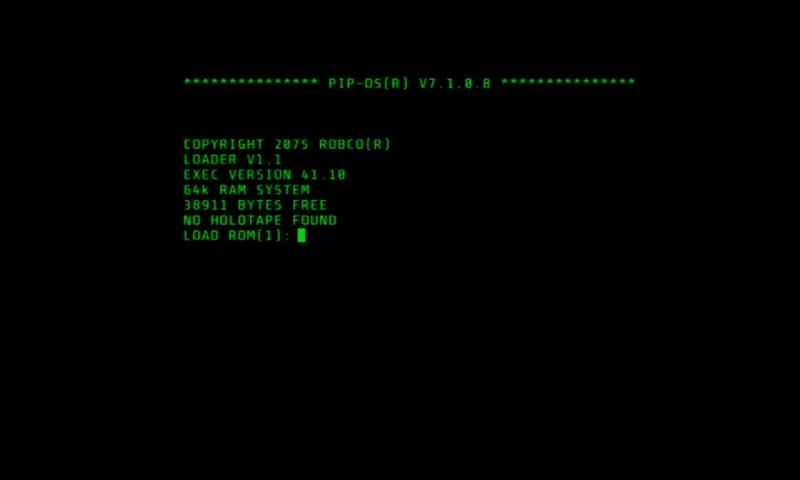 *************** PIP-OS(R) V7.1.0.8 ***************
COPYRIGHT 2075 ROBCO(R)
LOADER V1.1
EXEC VERSION 41.10
64k RAM SYSTEM
38911 BYTES FREE
NO HOLOTAPE FOUND
LOAD ROM(1):